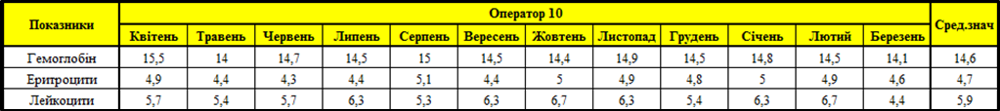 Показники Оператор 10 Сред.знач
Квітень Травень Червень Липень Серпень Вересень Жовтень Листопад Грудень Січень Лютий Березень
Гемоглобін 15,5 14 14,7 14,5 15 14,5 14,4 14,9 14,5 14,8 14,5 14,1 14,6
Еритроцити 4,9 4,4 4,3 4,4 5,1 4,4 5 4,9 4,8 5 4,9 4,6 4,7
Лейкоцити 5,7 5,4 5,7 6,3 5,3 6,3 6,7 6,3 5,4 6,3 6,7 4,4 5,9